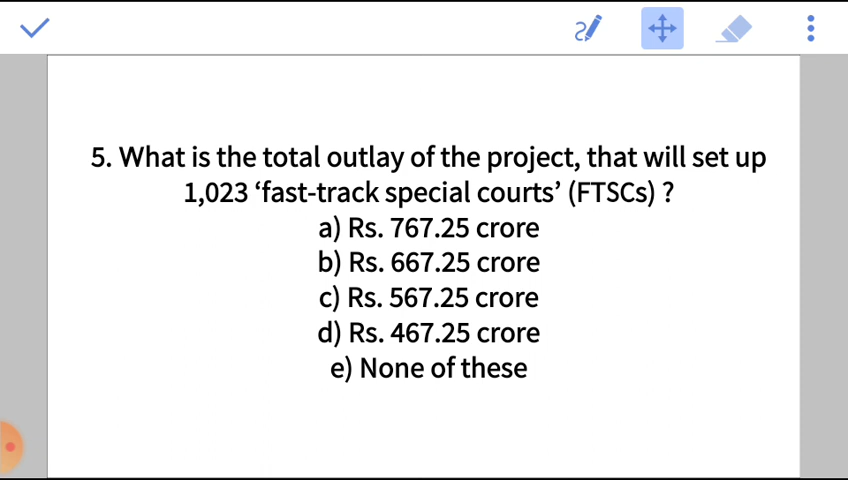 5. What is the total outlay of the project, that will set up
1,023 ‘fast-track special courts’ (FTSCs) ?
a) Rs. 767.25 crore
b) Rs. 667.25 crore
c) Rs. 567.25 crore
d) Rs. 467.25 crore
e) None of these